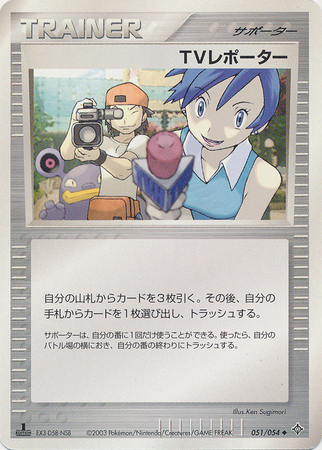 TRAINER
サポーター
TVレポーター
自分の山札からカードを3枚引く。その後、自分の
手札からカードを1枚選び出し、トラッシュする。
サポーターは、自分の番に1回だけ使うことができる。使ったら、自分の
バトル場の横におき、自分の番の終わりにトラッシュする。
Illus.Ken Sugimori
1 EDITION EX3-058-NSB ©2003 Pokémon/Nintendo/Creatures/GAME FREAK 051/054 ◆